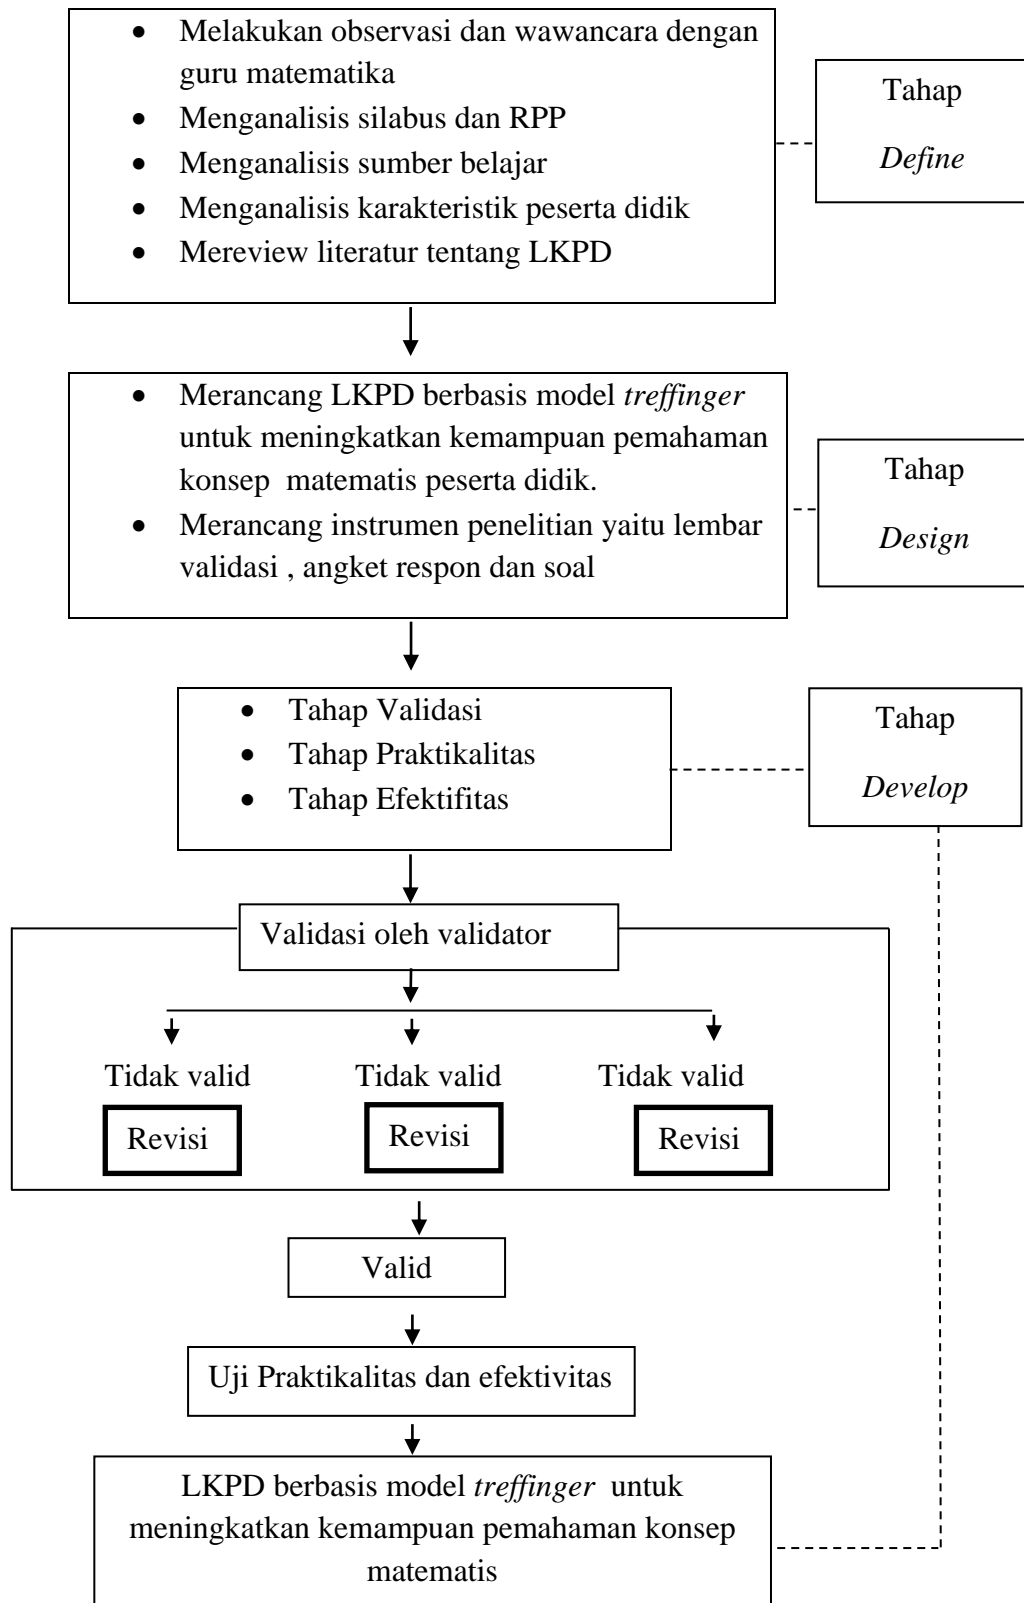 • Melakukan observasi dan wawancara dengan
guru matematika
• Menganalisis silabus dan RPP
• Menganalisis sumber belajar
• Menganalisis karakteristik peserta didik
• Mereview literatur tentang LKPD
Tahap
Define
• Merancang LKPD berbasis model treffinger
untuk meningkatkan kemampuan pemahaman
konsep  matematis peserta didik.
• Merancang instrumen penelitian yaitu lembar
validasi , angket respon dan soal
Tahap
Design
• Tahap Validasi
• Tahap Praktikalitas
• Tahap Efektifitas
Tahap
Develop
Validasi oleh validator
Tidak valid
Tidak valid
Tidak valid
Revisi
Revisi
Revisi
Valid
Uji Praktikalitas dan efektivitas
LKPD berbasis model treffinger  untuk
meningkatkan kemampuan pemahaman konsep
matematis